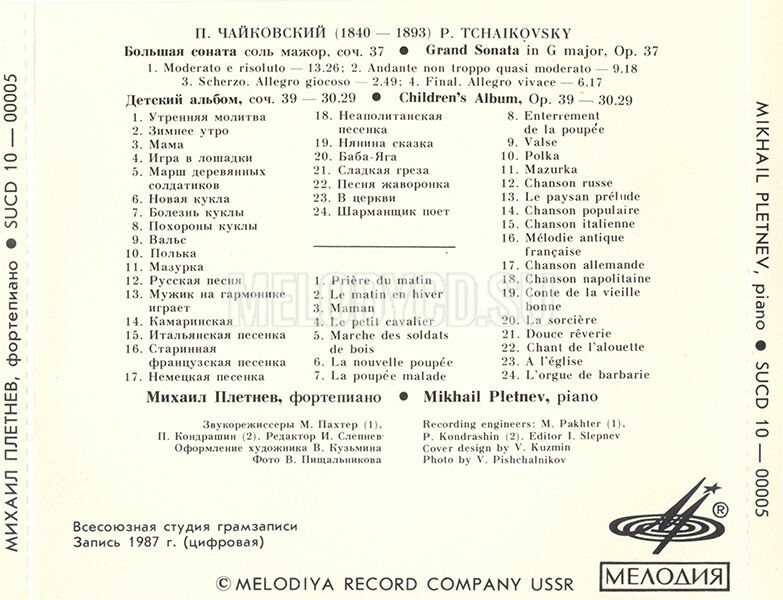 П. ЧАЙКОВСКИЙ (1840 — 1893) P. TCHAIKOVSKY
Большая соната соль мажор, соч. 37 ● Grand Sonata in G major, Op. 37
1. Moderato e risoluto — 13.26; 2. Andante non troppo quasi moderato — 9.18
3. Scherzo. Allegro giocoso — 2.49; 4. Final. Allegro vivace — 6.17
Детский альбом, соч. 39 — 30.29 ● Children's Album, Op. 39 — 30.29
1. Утренняя молитва
2. Зимнее утро
3. Мама
4. Игра в лошадки
5. Марш деревянных
солдатиков
6. Новая кукла
7. Болезнь куклы
8. Похороны куклы
9. Вальс
10. Полька
11. Мазурка
12. Русская песня
13. Мужик на гармонике
играет
14. Камаринская
15. Итальянская песенка
16. Старинная
французская песенка
17. Немецкая песенка
18. Неаполитанская
песенка
19. Нянина сказка
20. Баба-Яга
21. Сладкая греза
22. Песня жаворонка
23. В церкви
24. Шарманщик поет
1. Prière du matin
2. Le matin en hiver
3. Maman
4. Le petit cavalier
5. Marche des soldats
de bois
6. La nouvelle poupée
7. La poupée malade
8. Enterrement
de la poupée
9. Valse
10. Polka
11. Mazurka
12. Chanson russe
13. Le paysan prélude
14. Chanson populaire
15. Chanson italienne
16. Mélodie antique
française
17. Chanson allemande
18. Chanson napolitaine
19. Conte de la vieille
bonne
20. La sorcière
21. Douce rêverie
22. Chant de l'alouette
23. A l'église
24. L'orgue de barbarie
MELODYCD.SU
Михаил Плетнев, фортепиано ● Mikhail Pletnev, piano
Звукорежиссеры М. Пахтер (1),
П. Кондрашин (2). Редактор И. Слепнев
Оформление художника В. Кузьмина
Фото В. Пищальникова
Recording engineers: M. Pakhter (1),
P. Kondrashin (2). Editor I. Slepnev
Cover design by V. Kuzmin
Photo by V. Pishchalnikov
Всесоюзная студия грамзаписи
Запись 1987 г. (цифровая)
© MELODIYA RECORD COMPANY USSR
®
МЕЛОДИЯ
МИХАИЛ ПЛЕТНЕВ, фортепиано ● SUCD 10 — 00005
MIKHAIL PLETNEV, piano ● SUCD 10 — 00005